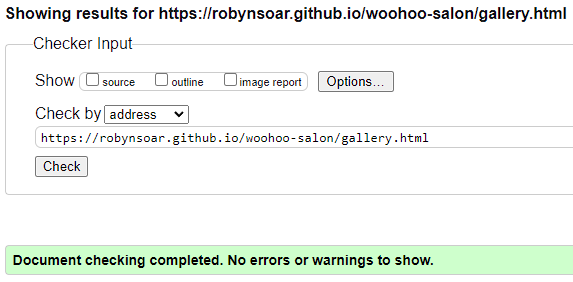 Showing results for https://robynsoar.github.io/woohoo-salon/gallery.html
Checker Input
Show source outline image report Options...
Check by address
https://robynsoar.github.io/woohoo-salon/gallery.html
Check
Document checking completed. No errors or warnings to show.